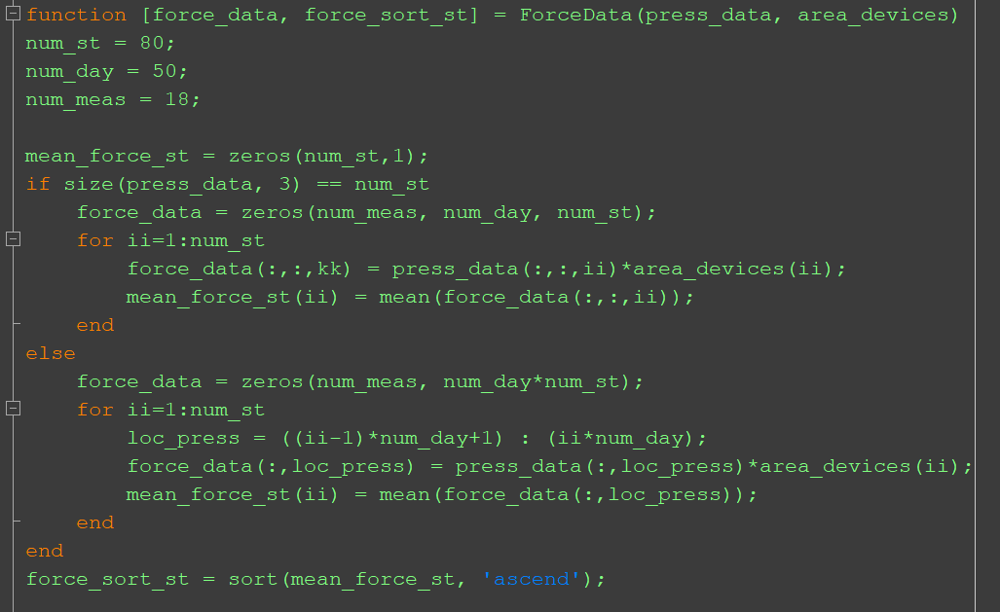 function [force_data, force_sort_st] = ForceData(press_data, area_devices)
num_st = 80;
num_day = 50;
num_meas = 18;
mean_force_st = zeros(num_st,1);
if size(press_data, 3) == num_st
force_data = zeros(num_meas, num_day, num_st);
for ii=1:num_st
force_data(:,:,kk) = press_data(:,:,ii)*area_devices(ii);
mean_force_st(ii) = mean(force_data(:,:,ii));
end
else
force_data = zeros(num_meas, num_day*num_st);
for ii=1:num_st
loc_press = ((ii-1)*num_day+1) : (ii*num_day);
force_data(:,loc_press) = press_data(:,loc_press)*area_devices(ii);
mean_force_st(ii) = mean(force_data(:,loc_press));
end
end
force_sort_st = sort(mean_force_st, 'ascend');